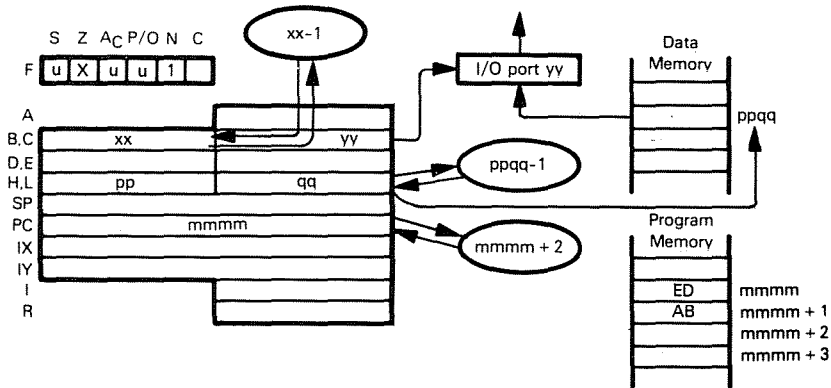 S Z AC P/O N C
F u X u u 1
xx-1
I/O port yy
Data
Memory
ppqq
A
B,C xx yy
D,E
H,L pp qq
ppqq-1
SP
PC mmmm
mmmm + 2
IX
IY
I
R
Program
Memory
ED mmmm
AB mmmm + 1
mmmm + 2
mmmm + 3